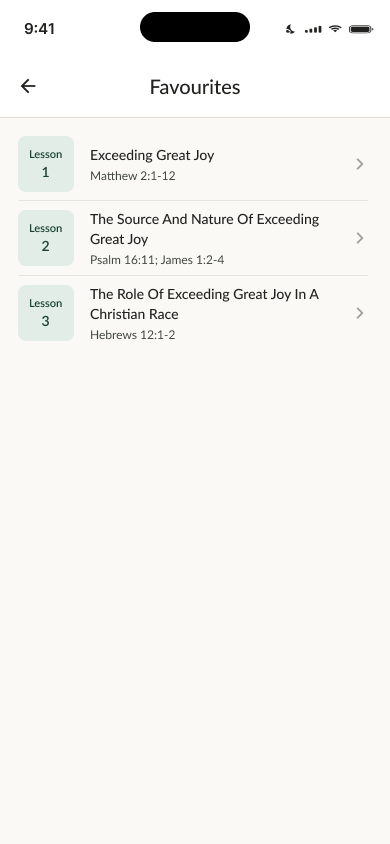 9:41
Favourites
Lesson
1
Exceeding Great Joy
Matthew 2:1-12
Lesson
2
The Source And Nature Of Exceeding
Great Joy
Psalm 16:11; James 1:2-4
Lesson
3
The Role Of Exceeding Great Joy In A
Christian Race
Hebrews 12:1-2